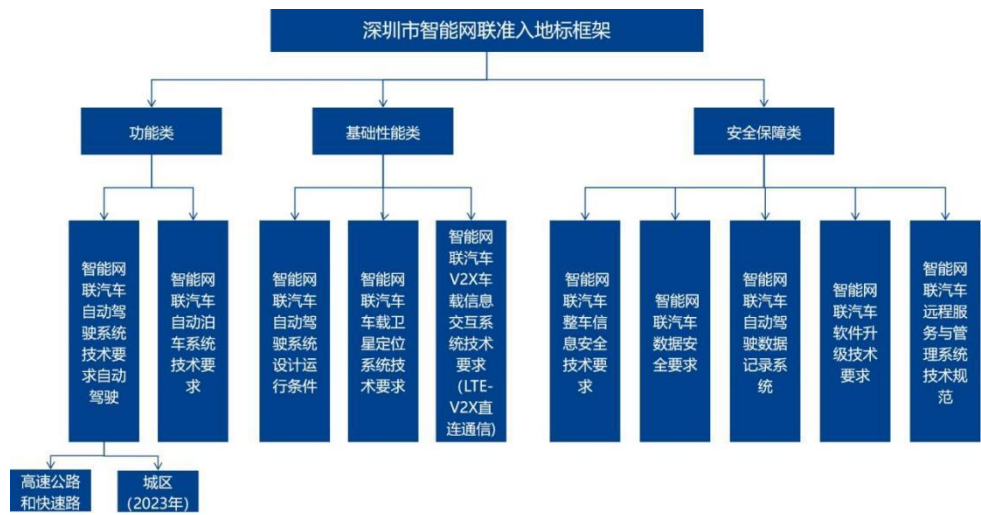 深圳市智能网联准入地标框架
功能类
基础性能类
安全保障类
智能网
联汽车
自动驾
驶系统
技术要
求自动
驾驶
智能网
联汽车
自动泊
车系统
技术要
求
智能网
联汽车
自动驾
驶系统
设计运
行条件
智能网
联汽车
车载卫
星定位
系统技
术要求
智能网
联汽车
V2X车
载信息
交互系
统技术
要求
（LTE-
V2X直
连通信)
智能网
联汽车
整车信
息安全
技术要
求
智能网
联汽车
数据安
全要求
智能网
联汽车
自动驾
驶数据
记录系
统
智能网
联汽车
软件升
级技术
要求
智能网
联汽车
远程服
务与管
理系统
技术规
范
高速公路
和快速路
城区
(2023年)